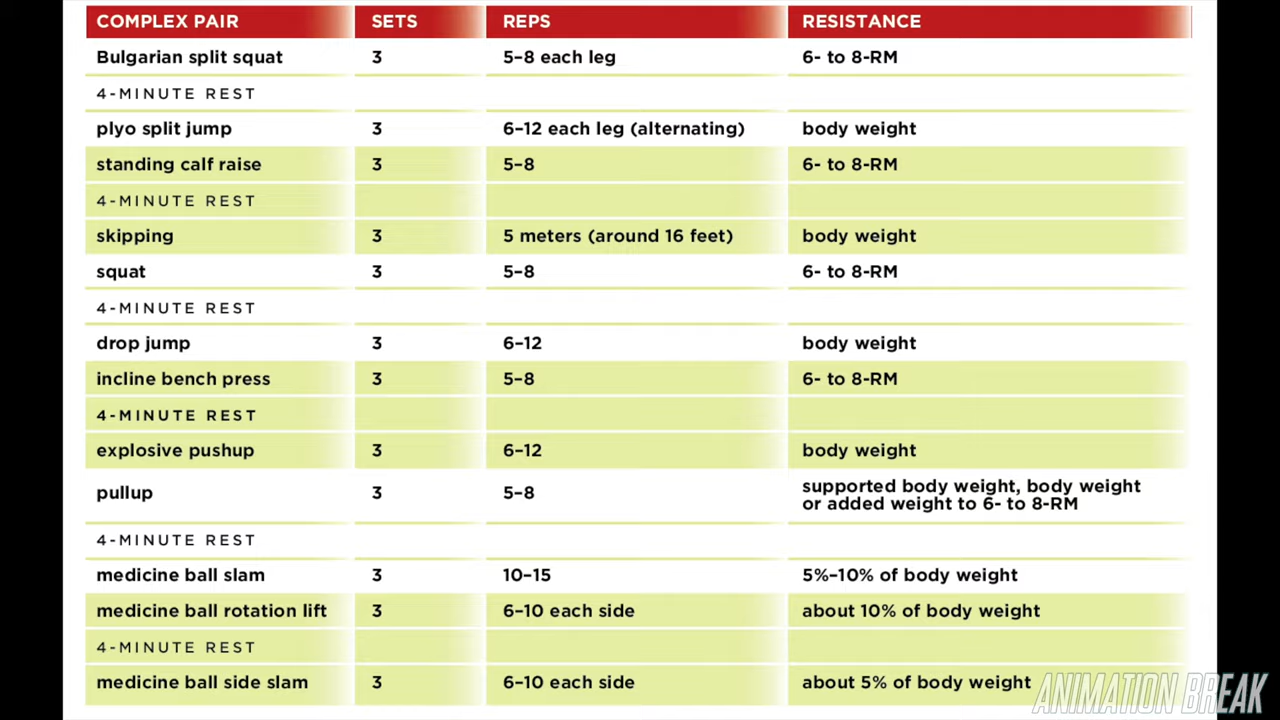 COMPLEX PAIR SETS REPS RESISTANCE
Bulgarian split squat 3 5–8 each leg 6- to 8-RM
4-MINUTE REST
plyo split jump 3 6–12 each leg (alternating) body weight
standing calf raise 3 5–8 6- to 8-RM
4-MINUTE REST
skipping 3 5 meters (around 16 feet) body weight
squat 3 5–8 6- to 8-RM
4-MINUTE REST
drop jump 3 6–12 body weight
incline bench press 3 5–8 6- to 8-RM
4-MINUTE REST
explosive pushup 3 6–12 body weight
pullup 3 5–8 supported body weight, body weight
or added weight to 6- to 8-RM
4-MINUTE REST
medicine ball slam 3 10–15 5%–10% of body weight
medicine ball rotation lift 3 6–10 each side about 10% of body weight
4-MINUTE REST
medicine ball side slam 3 6–10 each side about 5% of body weight
ANIMATION BREAK